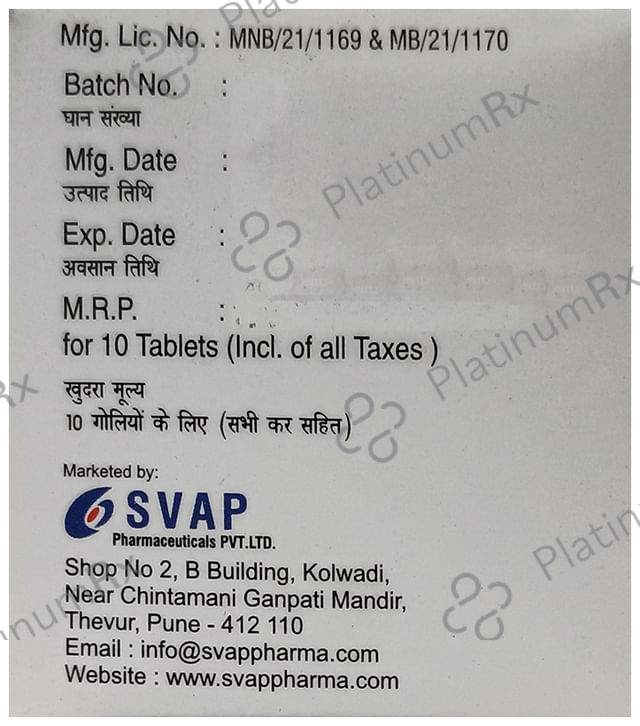 Mfg. Lic. No. : MNB/21/1169 & MB/21/1170
Batch No. :
घान संख्या
Mfg. Date :
उत्पाद तिथि
Exp. Date :
अवसान तिथि
M.R.P. :
for 10 Tablets (Incl. of all Taxes )
खुदरा मूल्य
10 गोलियों के लिए (सभी कर सहित)
Marketed by:
SVAP
Pharmaceuticals PVT.LTD.
Shop No 2, B Building, Kolwadi,
Near Chintamani Ganpati Mandir,
Thevur, Pune - 412 110
Email : info@svappharma.com
Website : www.svappharma.com
PlatinumRx
PlatinumRx